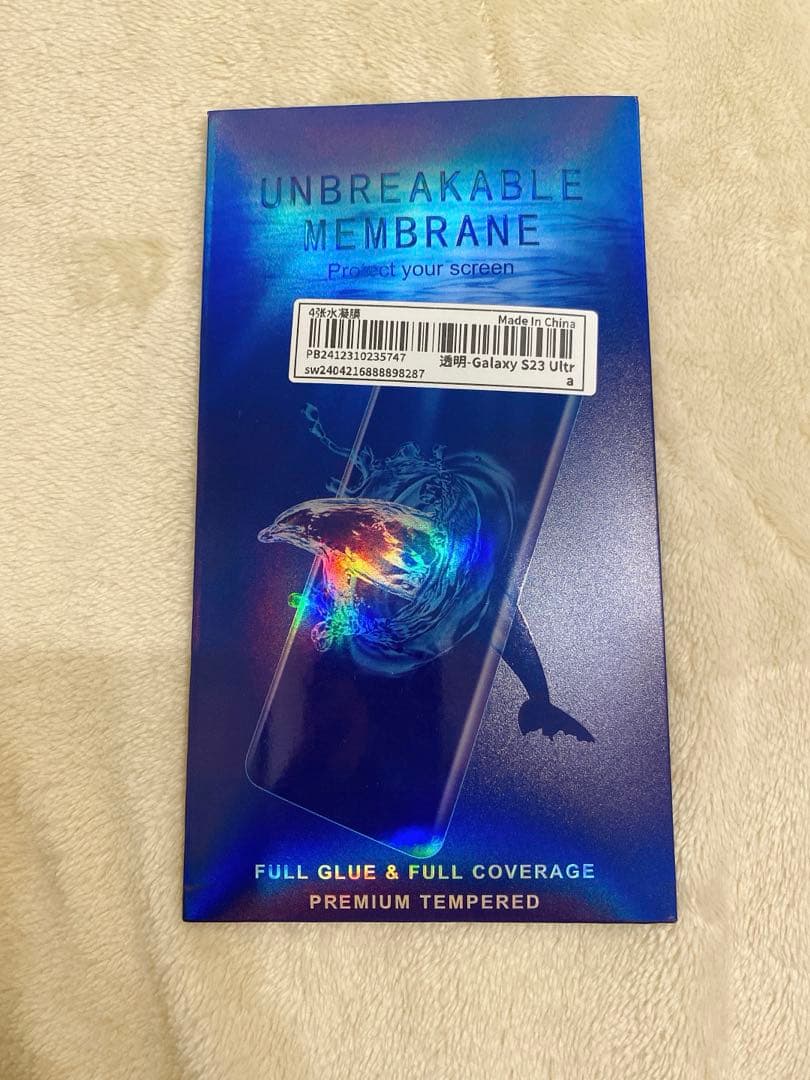 UNBREAKABLE
MEMBRANE
Protect your screen
4张水凝膜 Made In China
PB2412310235747 透明-Galaxy S23 Ultr
sw2404216888898287 a
FULL GLUE & FULL COVERAGE
PREMIUM TEMPERED